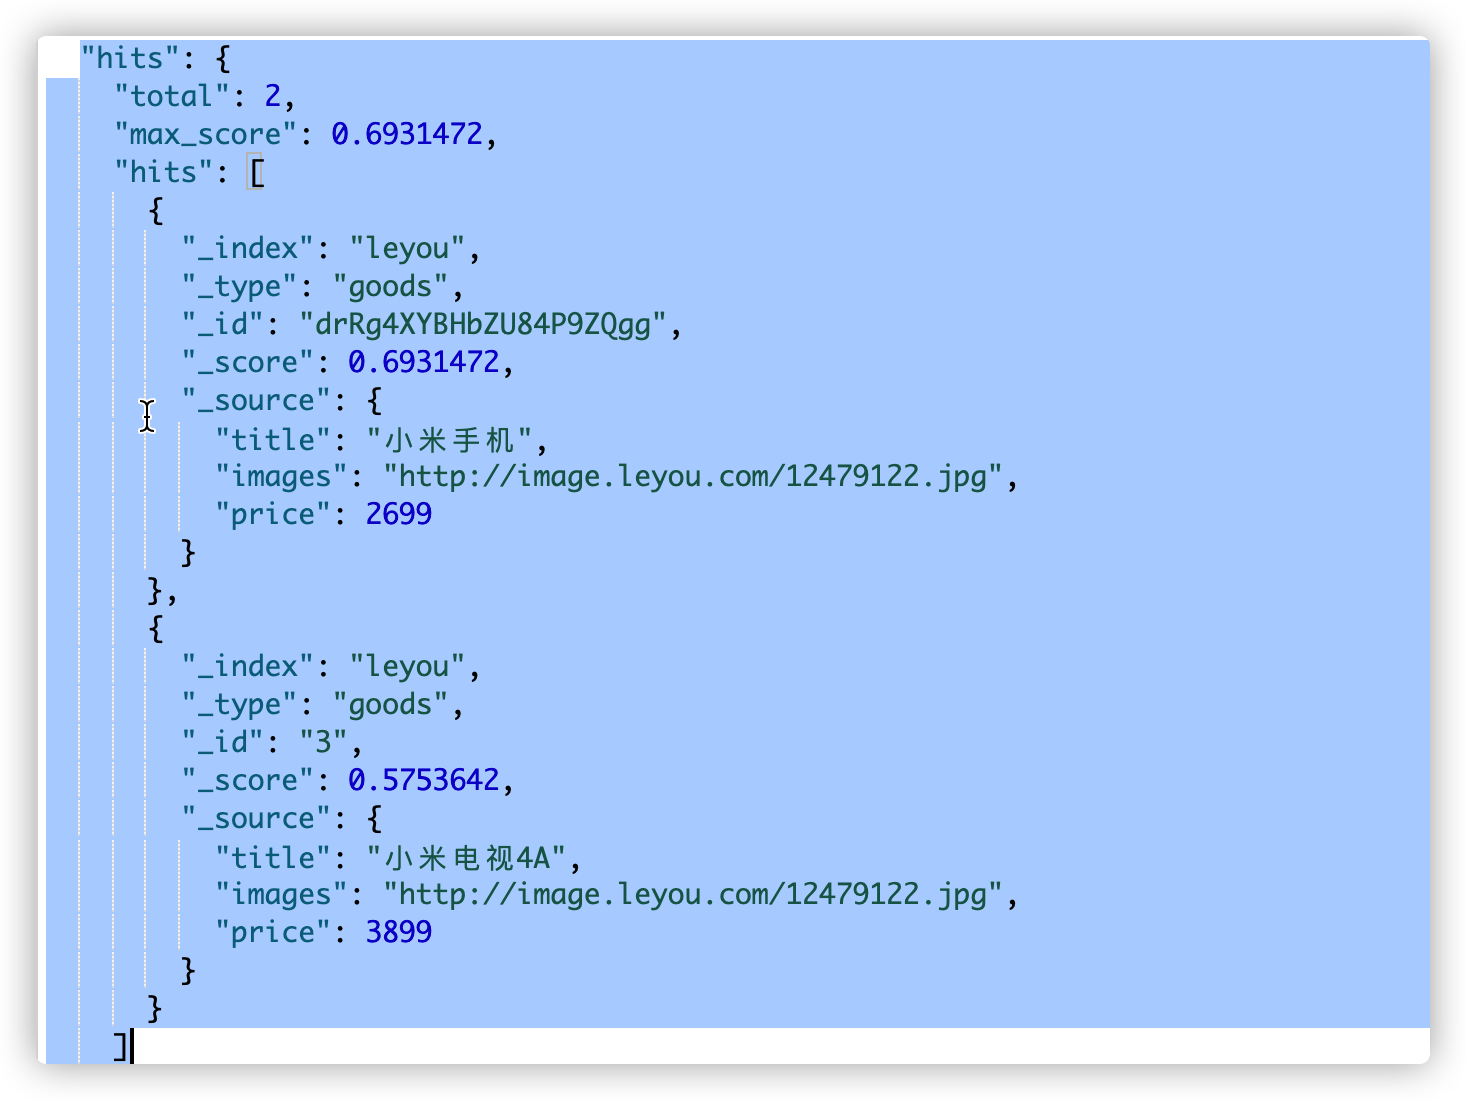 "hits": {
"total": 2,
"max_score": 0.6931472,
"hits": [
{
"_index": "leyou",
"_type": "goods",
"_id": "drRg4XYBHbZU84P9ZQgg",
"_score": 0.6931472,
"_source": {
"title": "小米手机",
"images": "http://image.leyou.com/12479122.jpg",
"price": 2699
}
},
{
"_index": "leyou",
"_type": "goods",
"_id": "3",
"_score": 0.5753642,
"_source": {
"title": "小米电视4A",
"images": "http://image.leyou.com/12479122.jpg",
"price": 3899
}
}
]